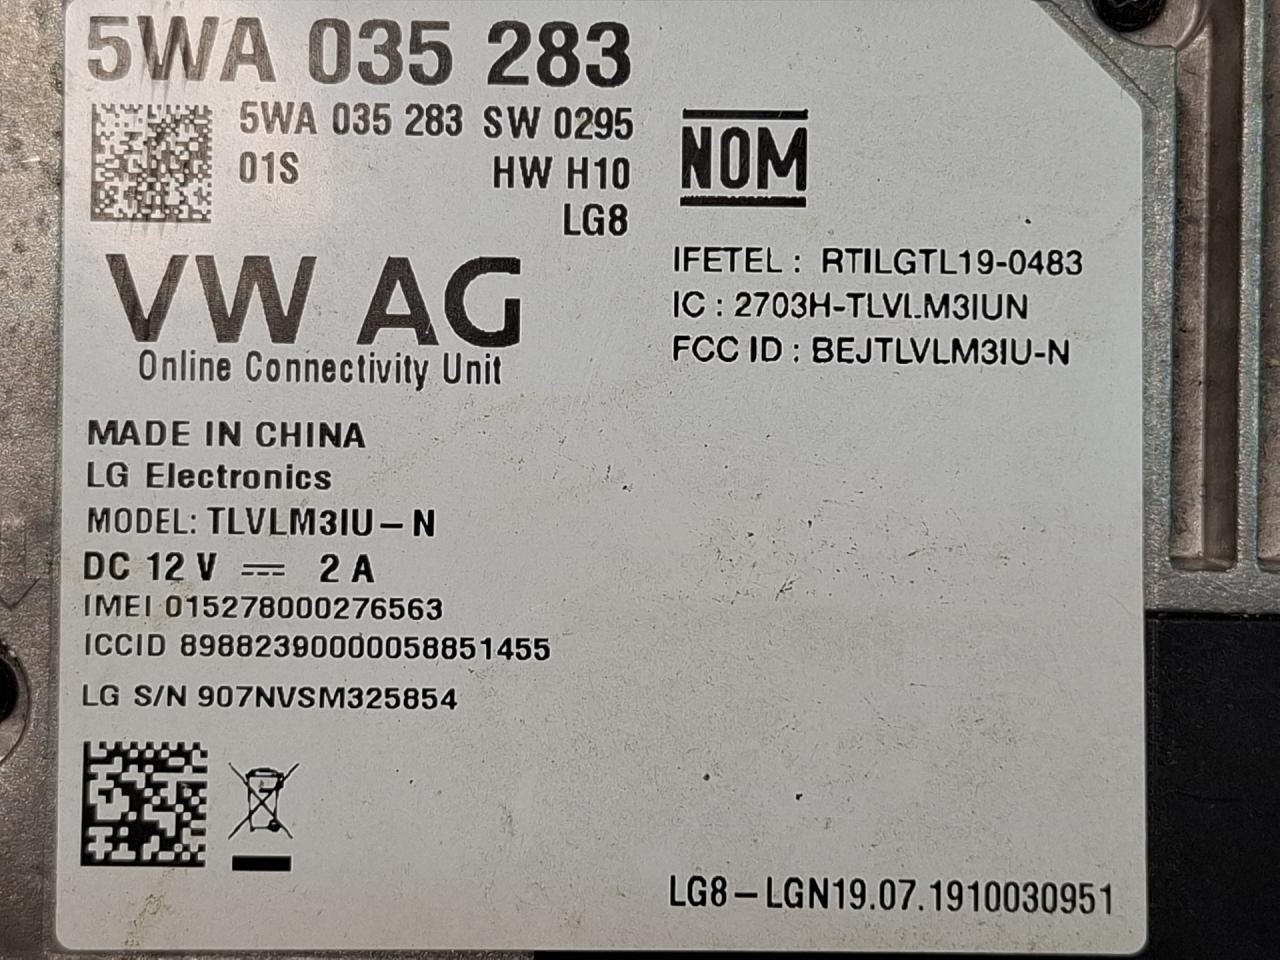 5WA 035 283
5WA 035 283 SW 0295
01S HW H10
LG8
NOM
IFETEL : RTILGTL19-0483
IC : 2703H-TLVLM3IUN
FCC ID : BEJTLVLM3IU-N
VW AG
Online Connectivity Unit
MADE IN CHINA
LG Electronics
MODEL: TLVLM3IU-N
DC 12 V ⎓ 2 A
IMEI 015278000276563
ICCID 89882390000058851455
LG S/N 907NVSM325854
LG8-LGN19.07.1910030951